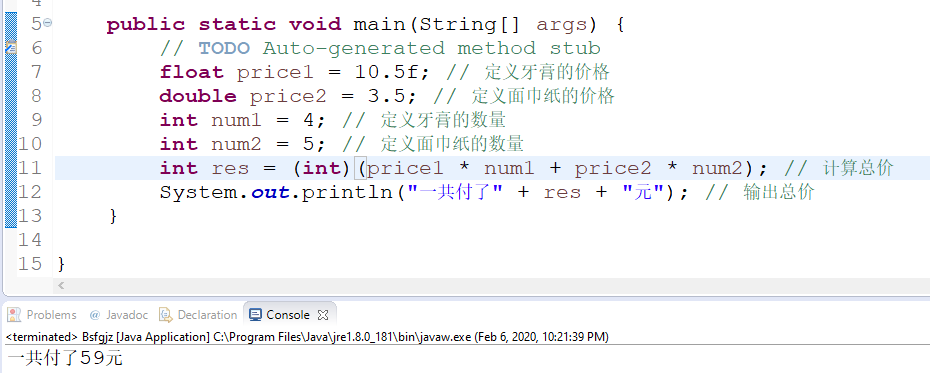 5 public static void main(String[] args) {
6 // TODO Auto-generated method stub
7 float price1 = 10.5f; // 定义牙膏的价格
8 double price2 = 3.5; // 定义面巾纸的价格
9 int num1 = 4; // 定义牙膏的数量
10 int num2 = 5; // 定义面巾纸的数量
11 int res = (int)(price1 * num1 + price2 * num2); // 计算总价
12 System.out.println("一共付了" + res + "元"); // 输出总价
13 }
14
15 }
Problems @ Javadoc Declaration Console
<terminated> Bsfgjz [Java Application] C:\Program Files\Java\jre1.8.0_181\bin\javaw.exe (Feb 6, 2020, 10:21:39 PM)
一共付了59元